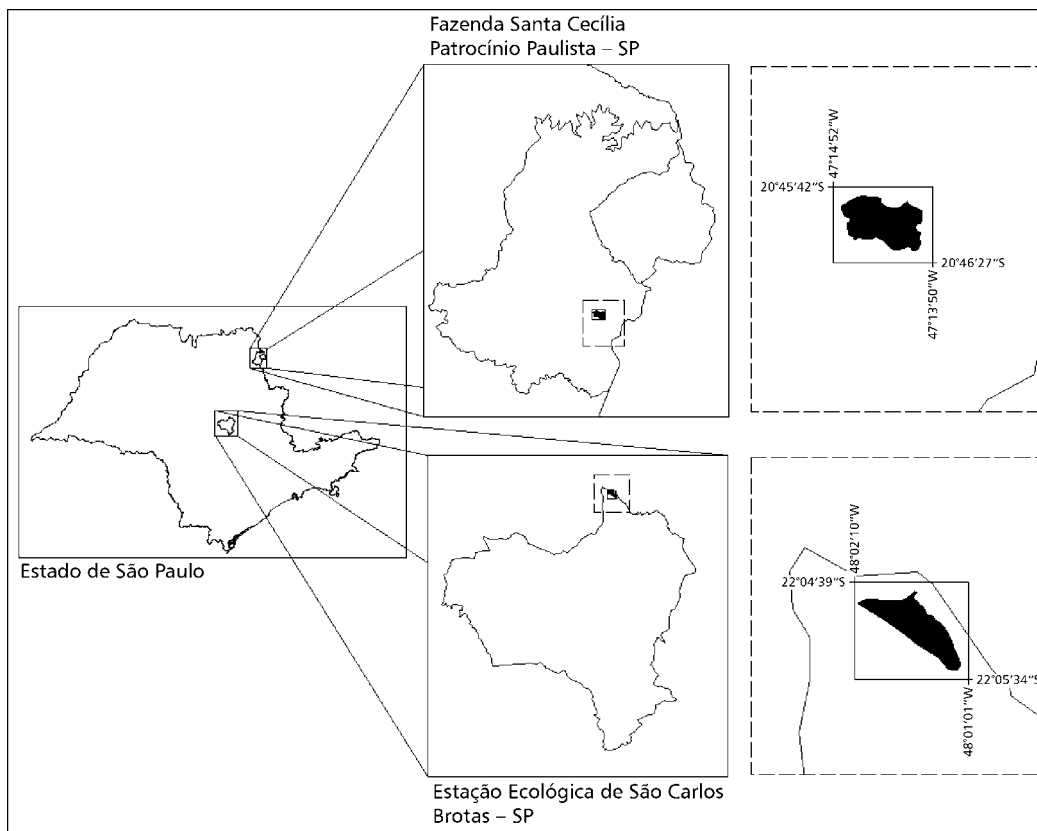 Fazenda Santa Cecília
Patrocínio Paulista – SP
47°14'52"W
20°45'42"S
20°46'27"S
47°13'50"W
Estado de São Paulo
48°02'10"W
22°04'39"S
22°05'34"S
48°01'01"W
Estação Ecológica de São Carlos
Brotas – SP